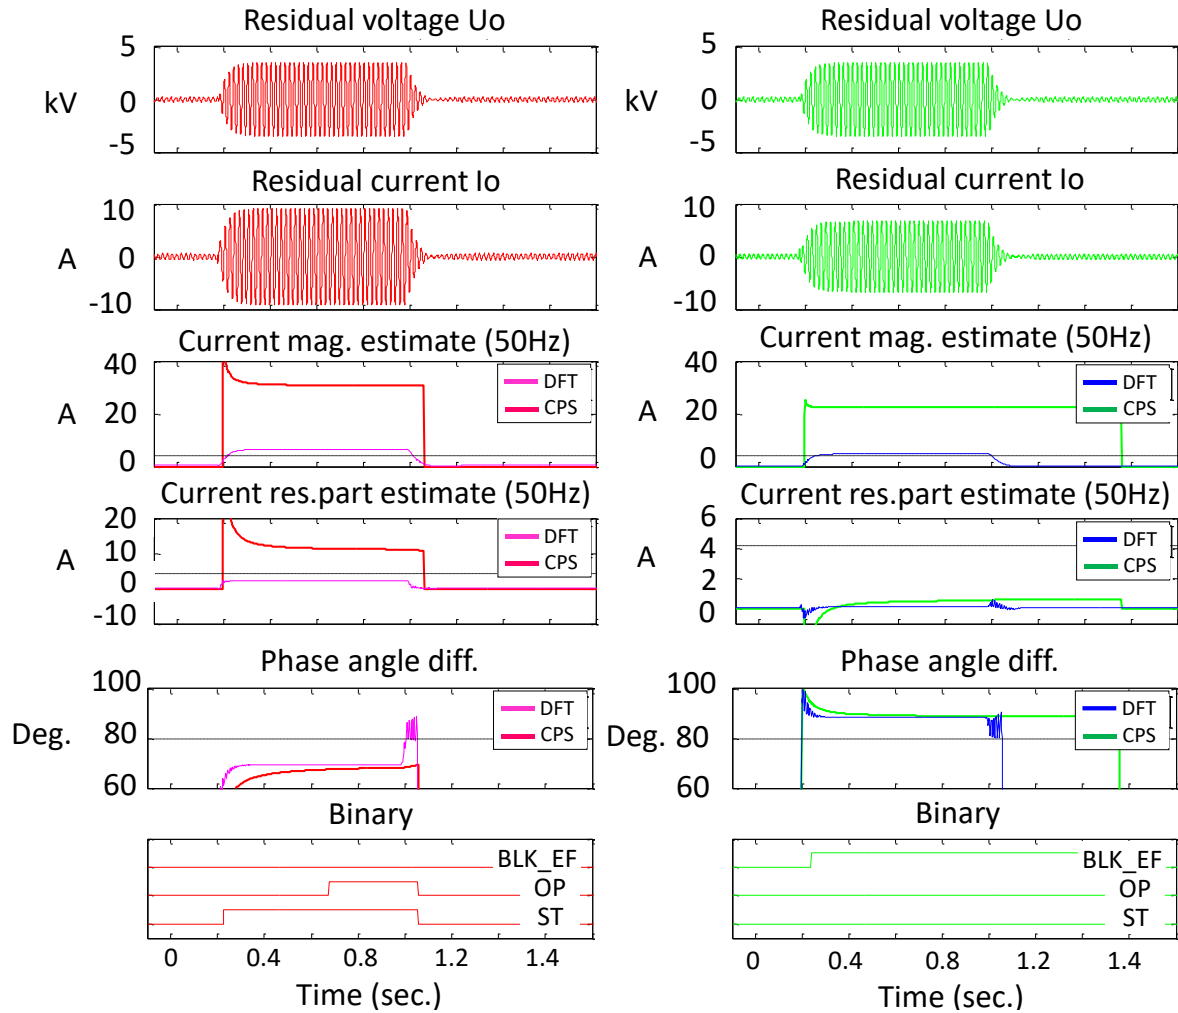 Residual voltage Uo
5
kV
0
-5
Residual current Io
10
A
0
-10
Current mag. estimate (50Hz)
40
DFT
A
20
CPS
0
Current res.part estimate (50Hz)
20
DFT
A
10
CPS
0
-10
Phase angle diff.
100
DFT
Deg.
80
CPS
60
Binary
BLK_EF
OP
ST
0 0.4 0.8 1.2 1.4
Time (sec.)
Residual voltage Uo
5
kV
0
-5
Residual current Io
10
A
0
-10
Current mag. estimate (50Hz)
40
DFT
A
20
CPS
0
Current res.part estimate (50Hz)
6
DFT
A
4
CPS
2
0
Phase angle diff.
100
DFT
Deg.
80
CPS
60
Binary
BLK_EF
OP
ST
0 0.4 0.8 1.2 1.4
Time (sec.)